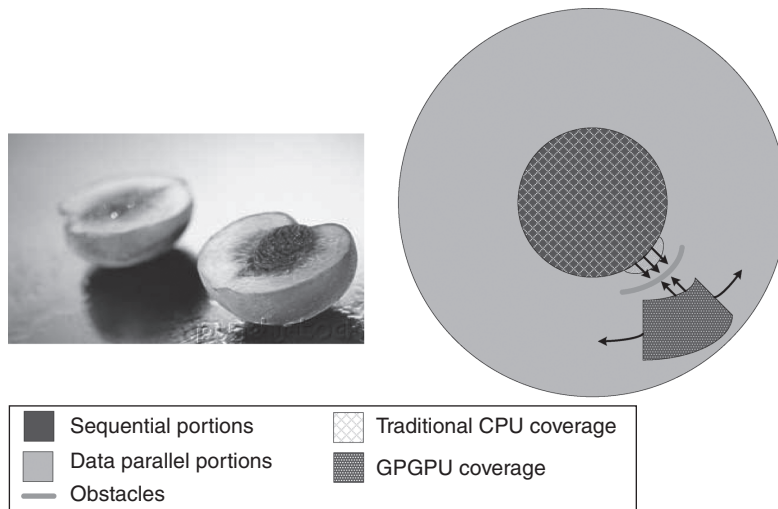 Sequential portions
Traditional CPU coverage
Data parallel portions
GPGPU coverage
Obstacles